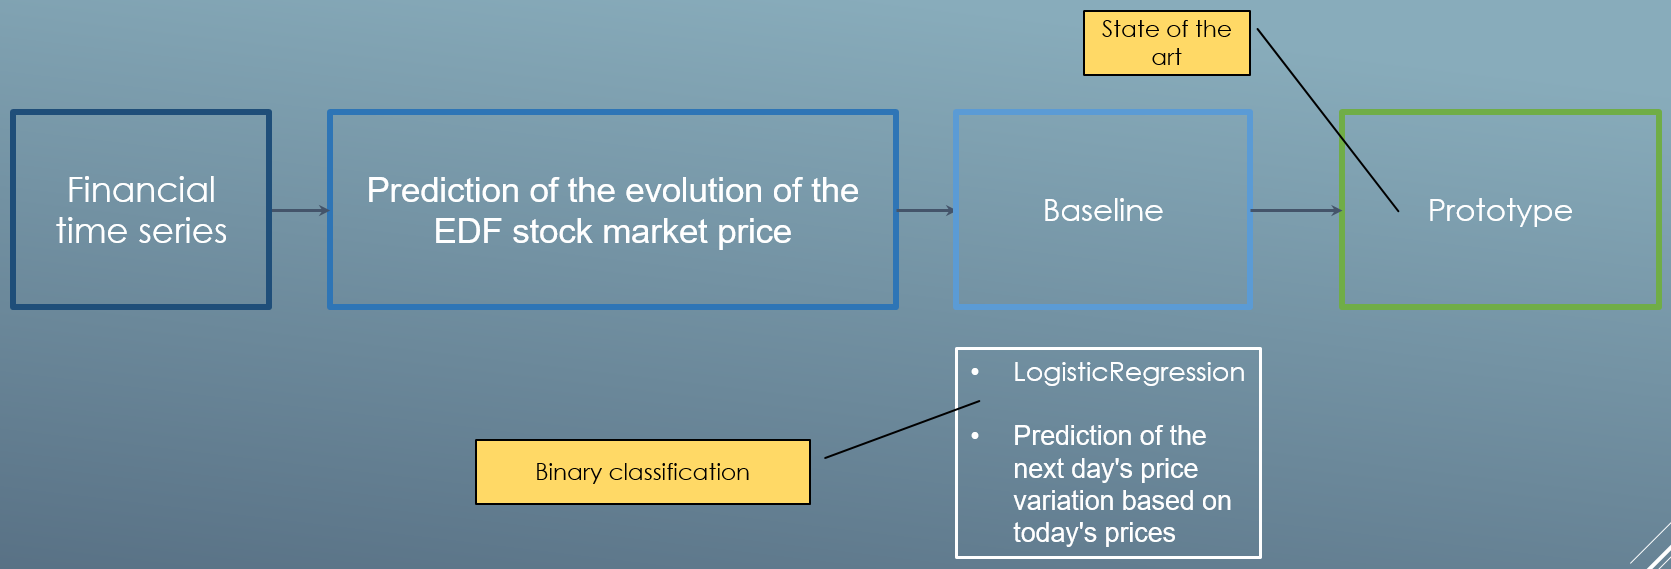 State of the
art
Financial
time series
Prediction of the evolution of the
EDF stock market price
Baseline
Prototype
• LogisticRegression
• Prediction of the
next day's price
variation based on
today's prices
Binary classification